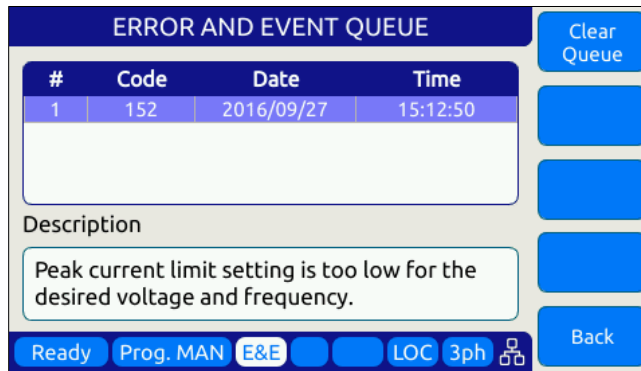 ERROR AND EVENT QUEUE
Clear
Queue
# Code Date Time
1 152 2016/09/27 15:12:50
Description
Peak current limit setting is too low for the
desired voltage and frequency.
Back
Ready Prog. MAN E&E LOC 3ph